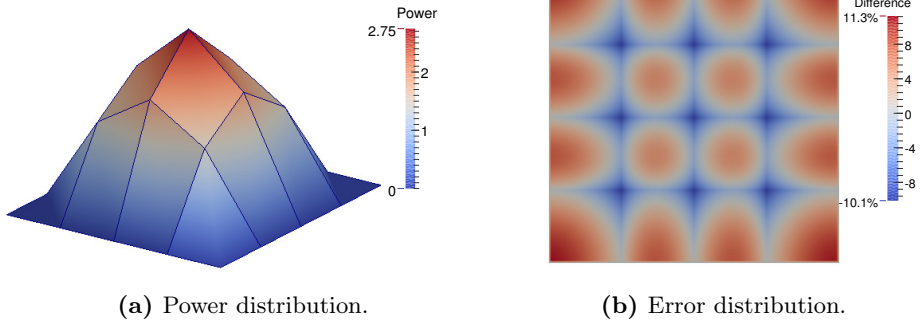 Power
2.75
2
1
0
Difference
11.3%
8
4
0
-4
-8
-10.1%
(a) Power distribution.
(b) Error distribution.